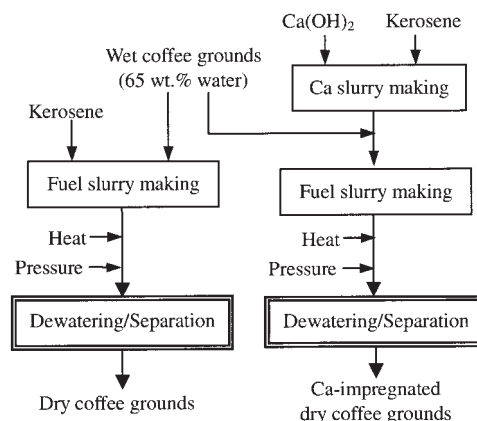 Ca(OH)2 Kerosene
Wet coffee grounds
(65 wt.% water)
Ca slurry making
Kerosene
Fuel slurry making
Fuel slurry making
Heat
Heat
Pressure
Pressure
Dewatering/Separation
Dewatering/Separation
Dry coffee grounds
Ca-impregnated
dry coffee grounds